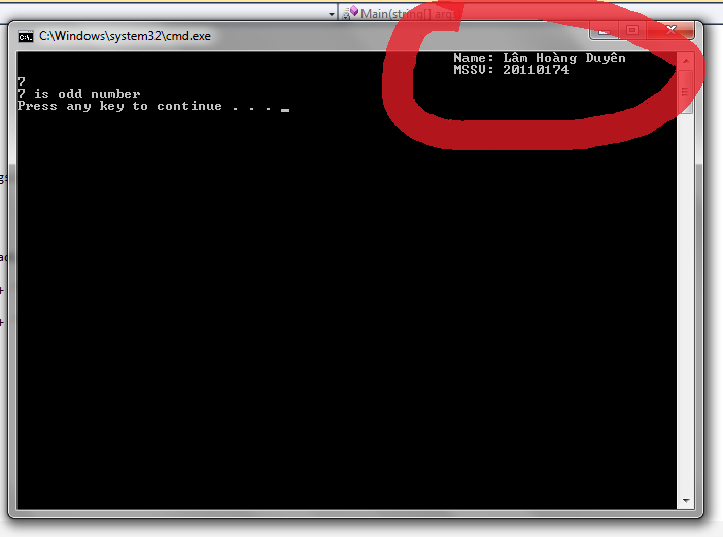 Main(string[] arg
C:\Windows\system32\cmd.exe
Name: Lâm Hoàng Duyên
MSSV: 20110174
7
7 is odd number
Press any key to continue . . . _